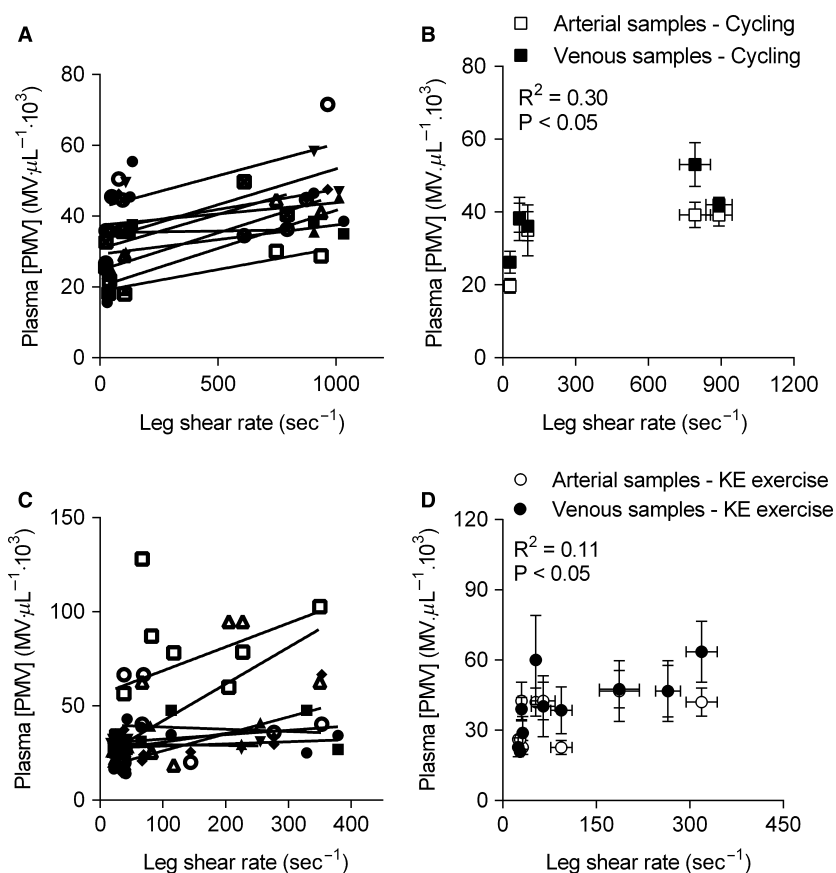 A
Plasma [PMV] (MV·µL⁻¹·10³)
80
60
40
20
0
0 500 1000
Leg shear rate (sec⁻¹)
B
Arterial samples - Cycling
Venous samples - Cycling
R² = 0.30
P < 0.05
Plasma [PMV] (MV.µL⁻¹.10³)
80
60
40
20
0
0 300 600 900 1200
Leg shear rate (sec⁻¹)
C
Plasma [PMV] (MV·µL⁻¹·10³)
150
100
50
0
0 100 200 300 400
Leg shear rate (sec⁻¹)
D
Arterial samples - KE exercise
Venous samples - KE exercise
R² = 0.11
P < 0.05
Plasma [PMV] (MV.µL⁻¹.10³)
120
90
60
30
0
0 150 300 450
Leg shear rate (sec⁻¹)